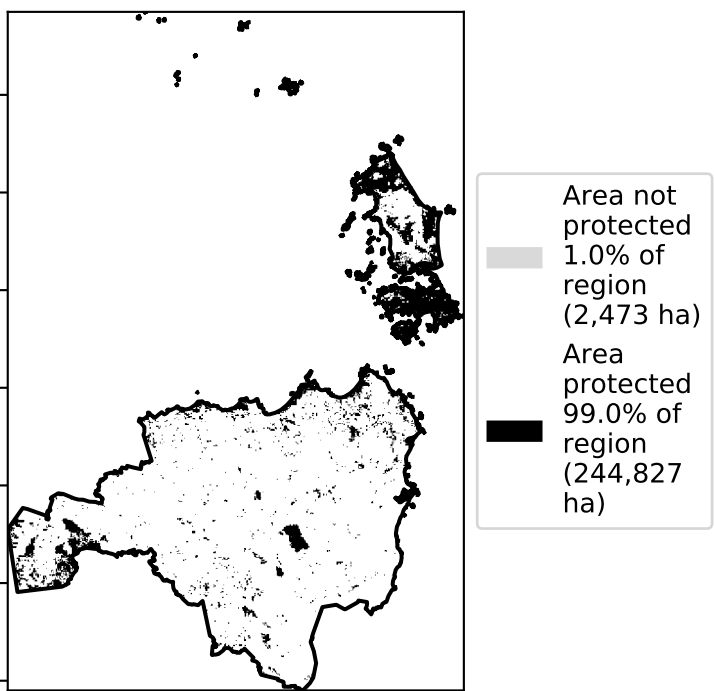 Area not
protected
1.0% of
region
(2,473 ha)
Area
protected
99.0% of
region
(244,827
ha)